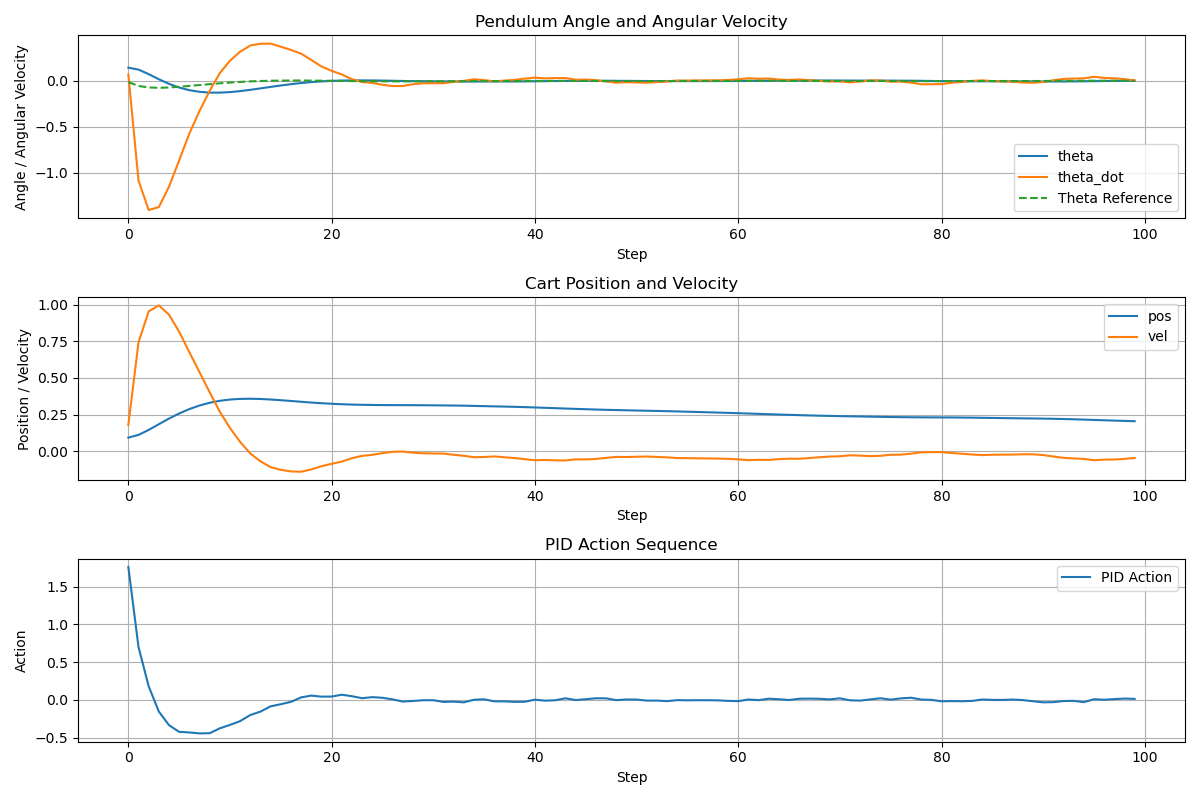 Pendulum Angle and Angular Velocity
Angle / Angular Velocity
0.0
−0.5
−1.0
theta
theta_dot
Theta Reference
0 20 40 60 80 100
Step
Cart Position and Velocity
Position / Velocity
1.00
0.75
0.50
0.25
0.00
pos
vel
0 20 40 60 80 100
Step
PID Action Sequence
Action
1.5
1.0
0.5
0.0
−0.5
PID Action
0 20 40 60 80 100
Step